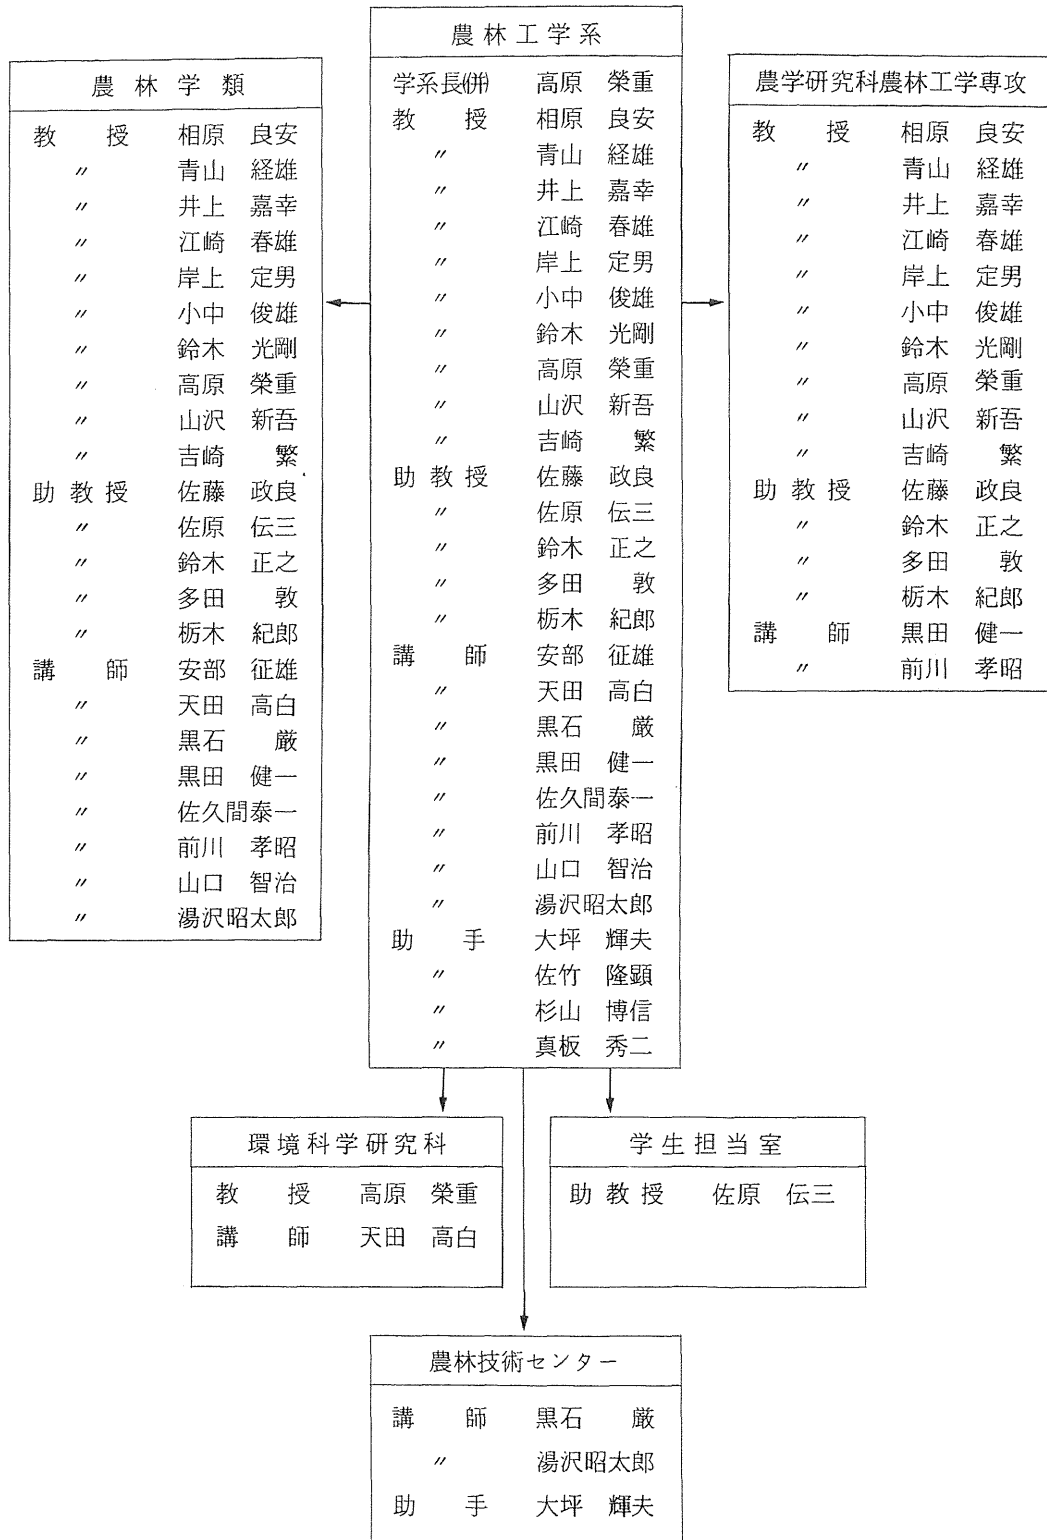 農林工学系
学系長(併) 高原 榮重
教授 相原 良安
〃 青山 経雄
〃 井上 嘉幸
〃 江崎 春雄
〃 岸上 定男
〃 小中 俊雄
〃 鈴木 光剛
〃 高原 榮重
〃 山沢 新吾
〃 吉崎 繁
助教授 佐藤 政良
〃 佐原 伝三
〃 鈴木 正之
〃 多田 敦
〃 栃木 紀郎
講師 安部 征雄
〃 天田 高白
〃 黒石 厳
〃 黒田 健一
〃 佐久間泰一
〃 前川 孝昭
〃 山口 智治
〃 湯沢昭太郎
助手 大坪 輝夫
〃 佐竹 隆顕
〃 杉山 博信
〃 真板 秀二
農林学類
教授 相原 良安
〃 青山 経雄
〃 井上 嘉幸
〃 江崎 春雄
〃 岸上 定男
〃 小中 俊雄
〃 鈴木 光剛
〃 高原 榮重
〃 山沢 新吾
〃 吉崎 繁
助教授 佐藤 政良
〃 佐原 伝三
〃 鈴木 正之
〃 多田 敦
〃 栃木 紀郎
講師 安部 征雄
〃 天田 高白
〃 黒石 厳
〃 黒田 健一
〃 佐久間泰一
〃 前川 孝昭
〃 山口 智治
〃 湯沢昭太郎
農学研究科農林工学専攻
教授 相原 良安
〃 青山 経雄
〃 井上 嘉幸
〃 江崎 春雄
〃 岸上 定男
〃 小中 俊雄
〃 鈴木 光剛
〃 高原 榮重
〃 山沢 新吾
〃 吉崎 繁
助教授 佐藤 政良
〃 鈴木 正之
〃 多田 敦
〃 栃木 紀郎
講師 黒田 健一
〃 前川 孝昭
環境科学研究科
教授 高原 榮重
講師 天田 高白
学生担当室
助教授 佐原 伝三
農林技術センター
講師 黒石 厳
〃 湯沢昭太郎
助手 大坪 輝夫